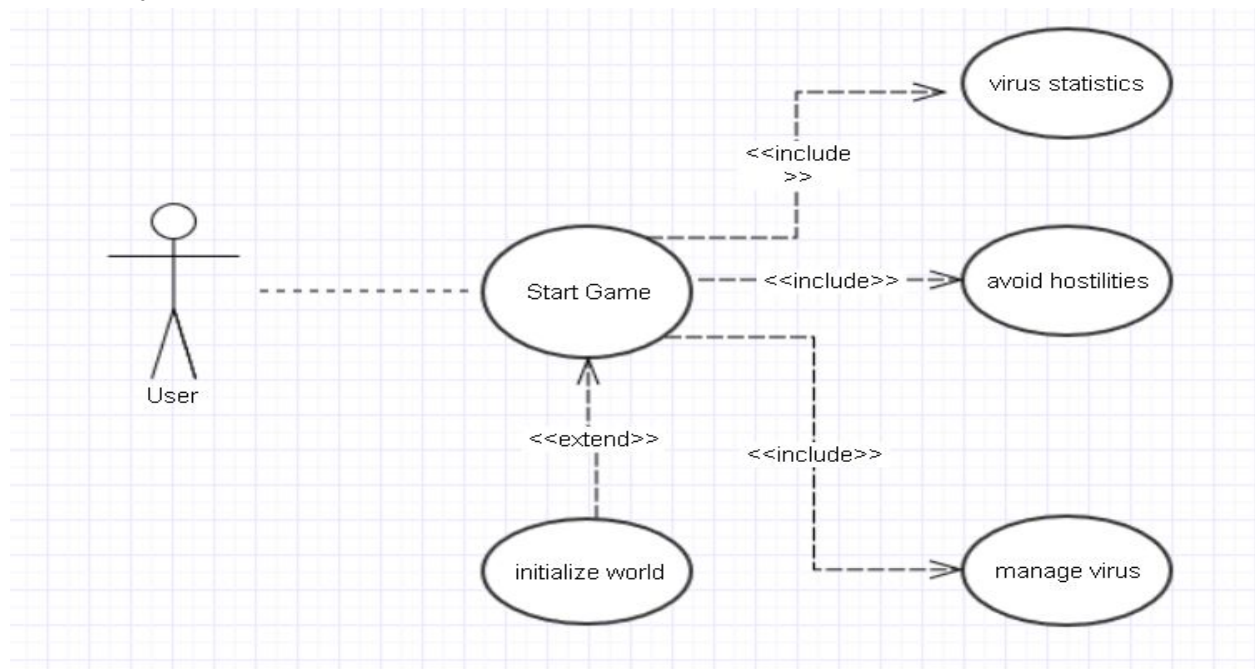 virus statistics
<<include
>>
Start Game
<<include>>
avoid hostilities
User
<<extend>>
<<include>>
initialize world
manage virus